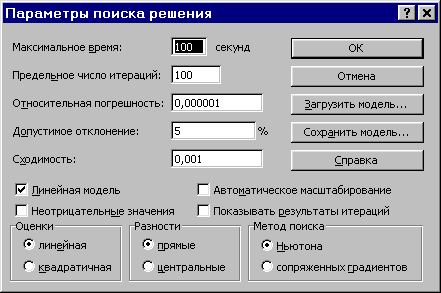 Параметры поиска решения
Максимальное время: 100 секунд
OK
Предельное число итераций: 100
Отмена
Относительная погрешность: 0,000001
Загрузить модель...
Допустимое отклонение: 5 %
Сохранить модель...
Сходимость: 0,001
Справка
Линейная модель
Автоматическое масштабирование
Неотрицательные значения
Показывать результаты итераций
Оценки
линейная
квадратичная
Разности
прямые
центральные
Метод поиска
Ньютона
сопряженных градиентов